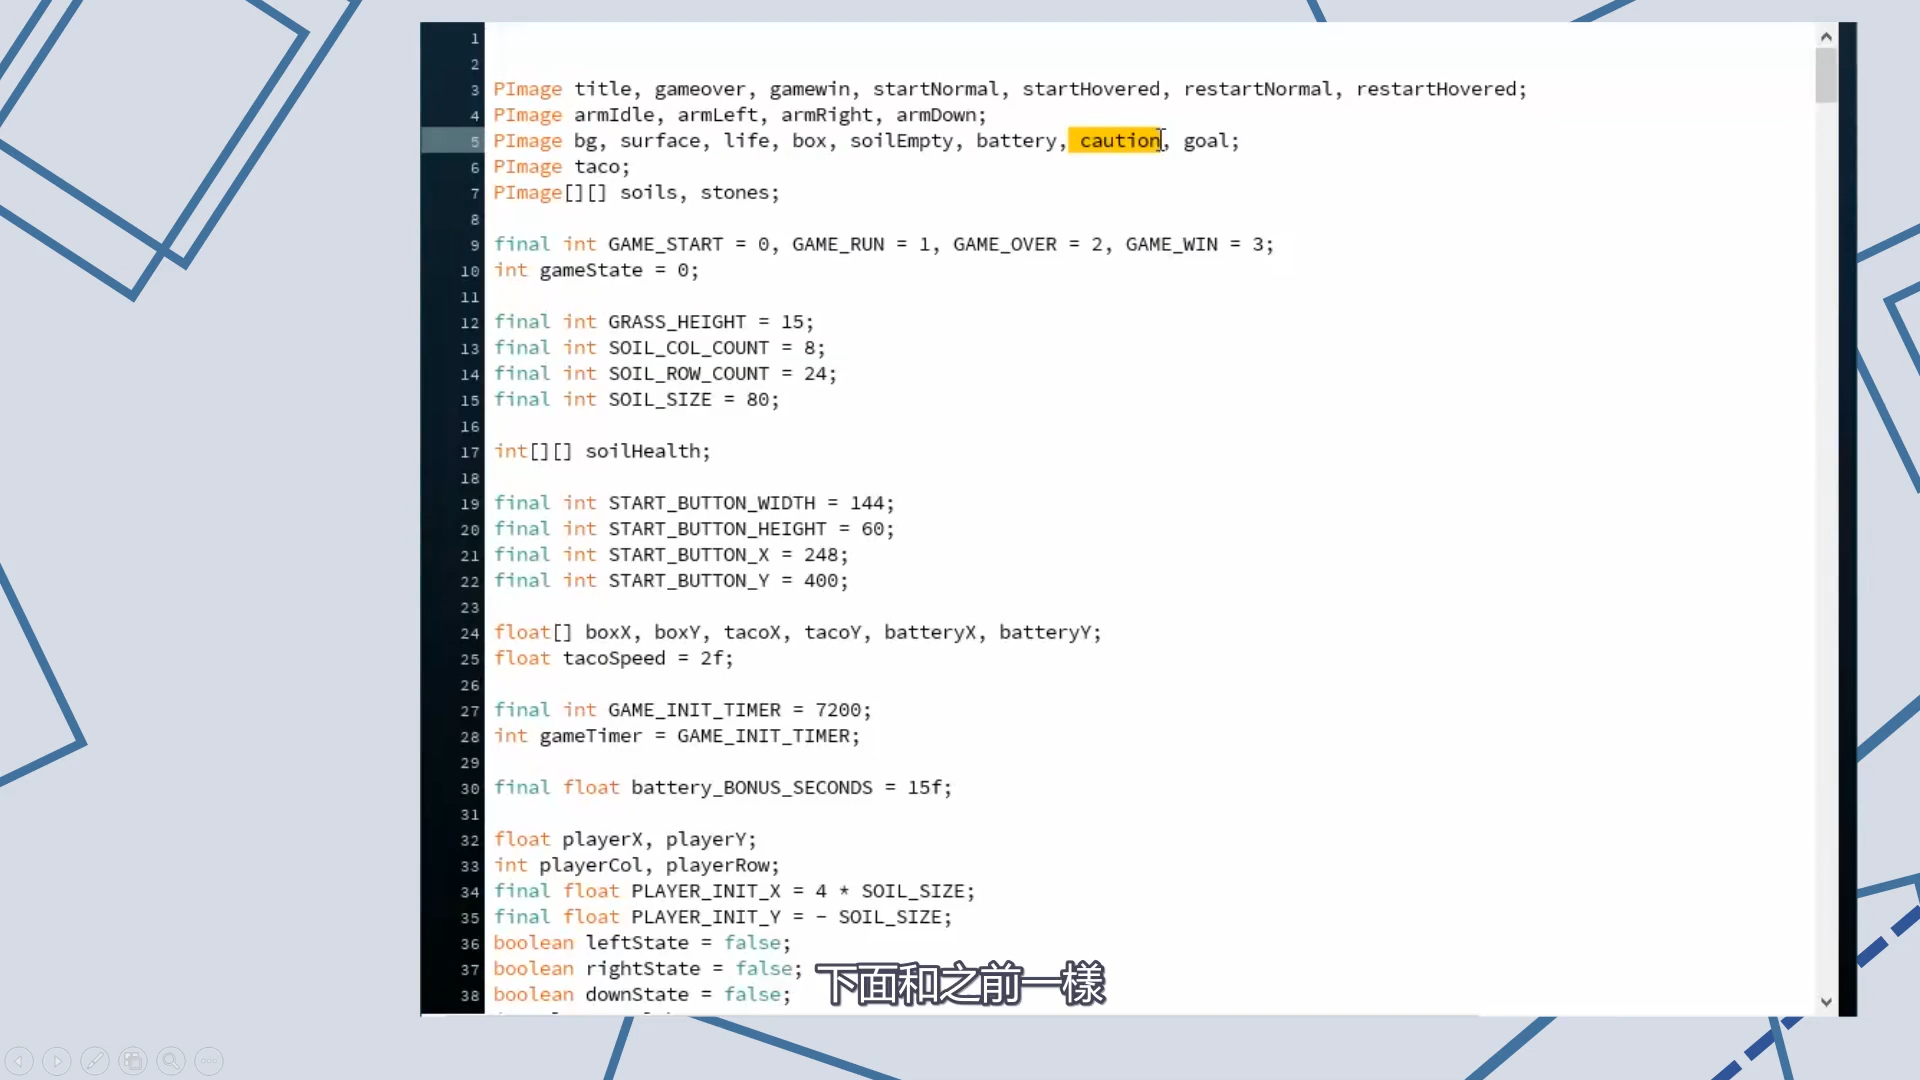 1
2
3 PImage title, gameover, gamewin, startNormal, startHovered, restartNormal, restartHovered;
4 PImage armIdle, armLeft, armRight, armDown;
5 PImage bg, surface, life, box, soilEmpty, battery, caution, goal;
6 PImage taco;
7 PImage[][] soils, stones;
8
9 final int GAME_START = 0, GAME_RUN = 1, GAME_OVER = 2, GAME_WIN = 3;
10 int gameState = 0;
11
12 final int GRASS_HEIGHT = 15;
13 final int SOIL_COL_COUNT = 8;
14 final int SOIL_ROW_COUNT = 24;
15 final int SOIL_SIZE = 80;
16
17 int[][] soilHealth;
18
19 final int START_BUTTON_WIDTH = 144;
20 final int START_BUTTON_HEIGHT = 60;
21 final int START_BUTTON_X = 248;
22 final int START_BUTTON_Y = 400;
23
24 float[] boxX, boxY, tacoX, tacoY, batteryX, batteryY;
25 float tacoSpeed = 2f;
26
27 final int GAME_INIT_TIMER = 7200;
28 int gameTimer = GAME_INIT_TIMER;
29
30 final float battery_BONUS_SECONDS = 15f;
31
32 float playerX, playerY;
33 int playerCol, playerRow;
34 final float PLAYER_INIT_X = 4 * SOIL_SIZE;
35 final float PLAYER_INIT_Y = - SOIL_SIZE;
36 boolean leftState = false;
37 boolean rightState = false;
38 boolean downState = false;
下面和之前一樣